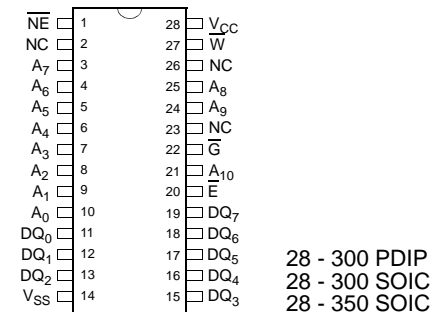 N̅E̅ 1 28 V_CC
NC 2 27 W̅
A₇ 3 26 NC
A₆ 4 25 A₈
A₅ 5 24 A₉
A₄ 6 23 NC
A₃ 7 22 G̅
A₂ 8 21 A₁₀
A₁ 9 20 E̅
A₀ 10 19 DQ₇
DQ₀ 11 18 DQ₆
DQ₁ 12 17 DQ₅
DQ₂ 13 16 DQ₄
V_SS 14 15 DQ₃
28 - 300 PDIP
28 - 300 SOIC
28 - 350 SOIC